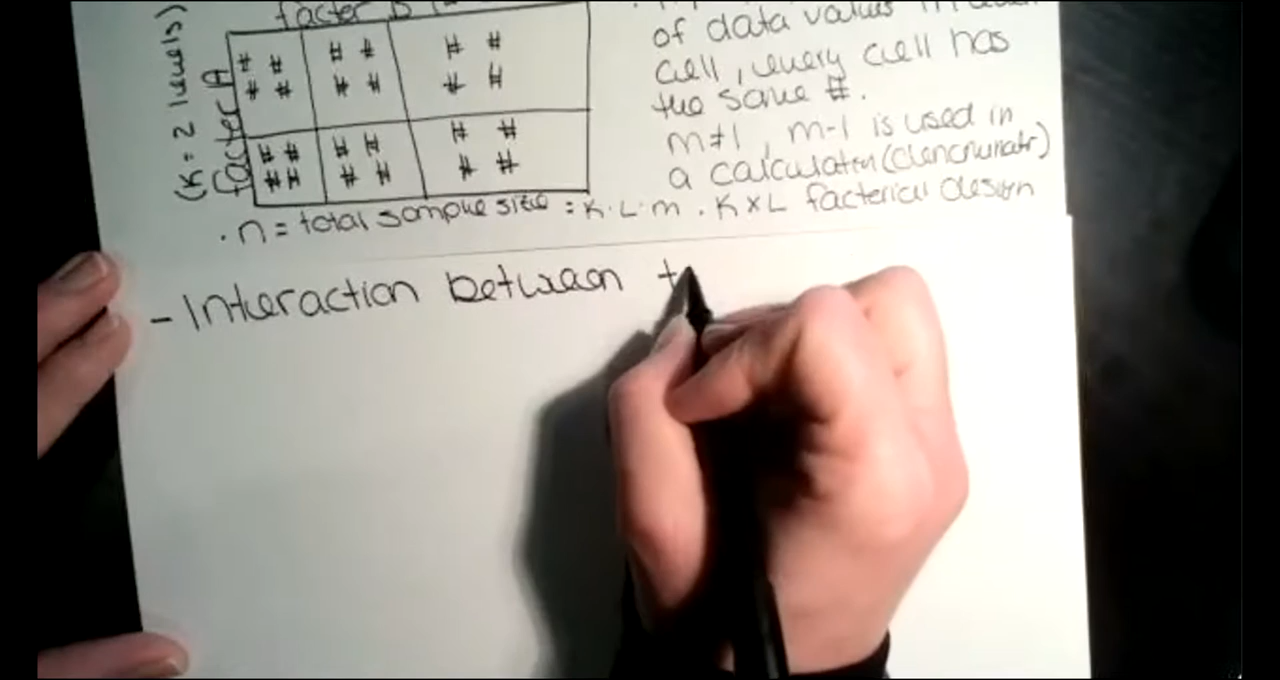 factor B
(K = 2 levels)
Factor A
# # # # # #
# # # # # #
# # # # # #
# # # # # #
of data values
cell, every cell has
the same #.
m≠1, m-1 is used in
a calculation (denominator)
· n = total sample size = K·L·m . K×L factorial design
- Interaction between t